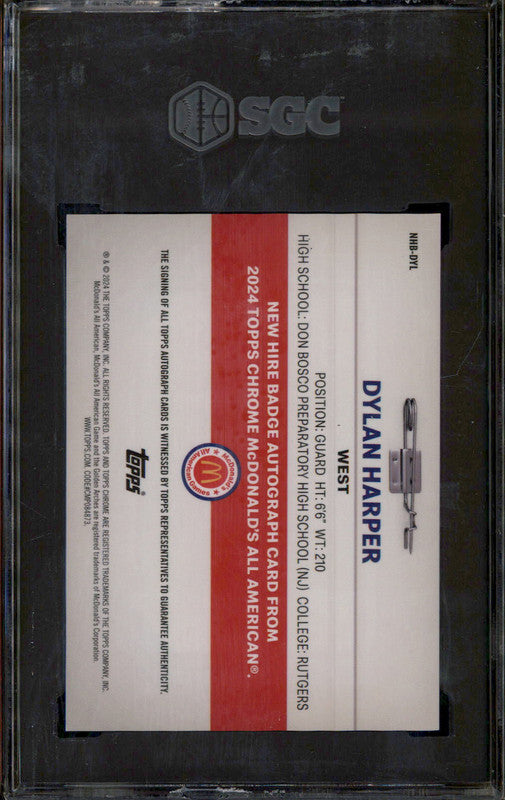 SGC
NHB-DYL
DYLAN HARPER
WEST
POSITION: GUARD HT: 6'6" WT: 210
HIGH SCHOOL: DON BOSCO PREPARATORY HIGH SCHOOL (NJ) COLLEGE: RUTGERS
NEW HIRE BADGE AUTOGRAPH CARD FROM
2024 TOPPS CHROME McDONALD'S ALL AMERICAN®.
McDonald's
All American Games
THE SIGNING OF ALL TOPPS AUTOGRAPH CARDS IS WITNESSED BY TOPPS REPRESENTATIVES TO GUARANTEE AUTHENTICITY.
topps®
® & © 2024 THE TOPPS COMPANY, INC. ALL RIGHTS RESERVED. TOPPS AND TOPPS CHROME ARE REGISTERED TRADEMARKS OF THE TOPPS COMPANY, INC.
McDonald's All American, McDonald's All American Game and the Golden Arches are registered trademarks of McDonald's Corporation.
WWW.TOPPS.COM. CODE#CMP084873.